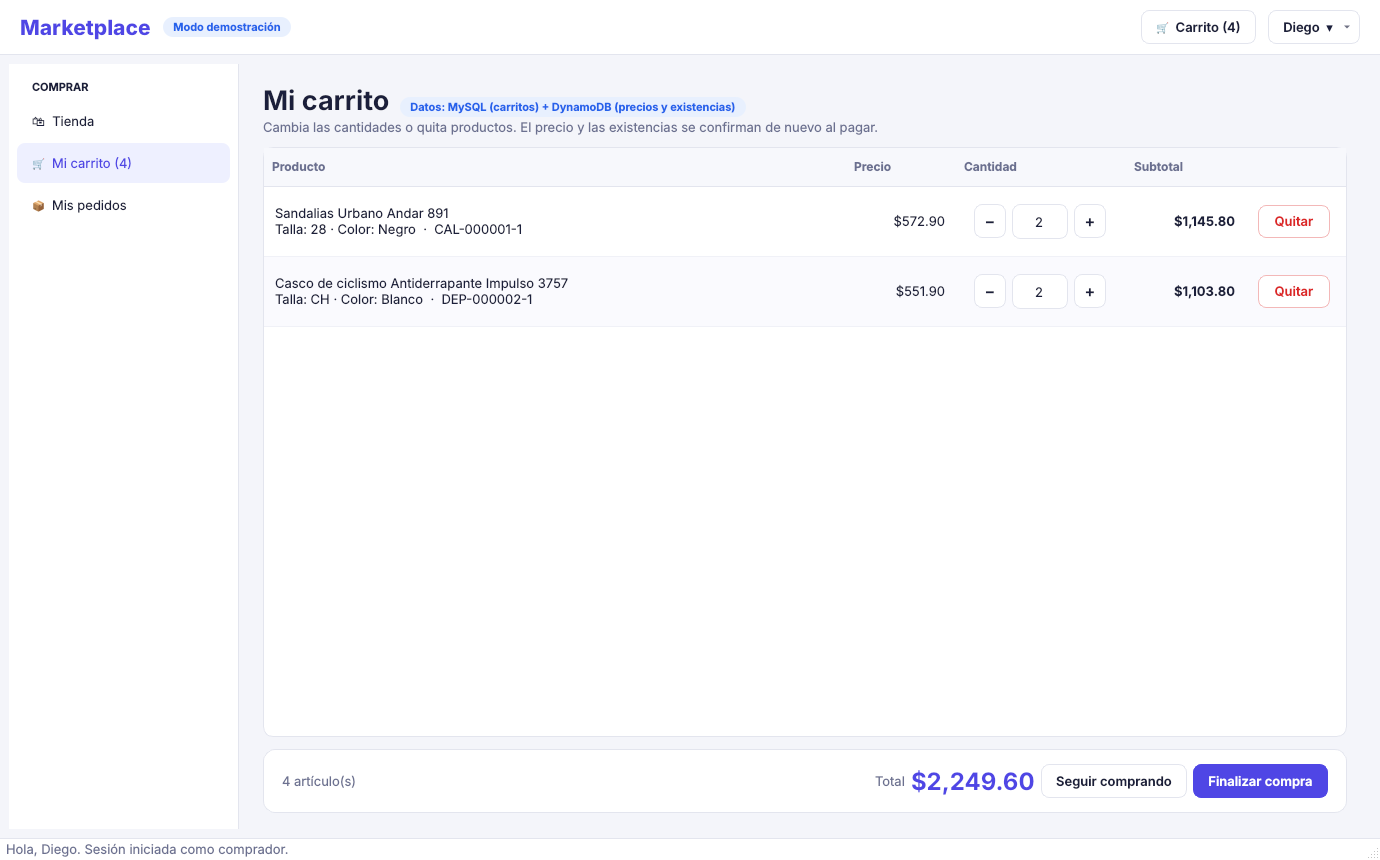 Marketplace
Modo demostración
🛒 Carrito (4)
Diego ▾
COMPRAR
🛍 Tienda
🛒 Mi carrito (4)
📦 Mis pedidos
Mi carrito
Datos: MySQL (carritos) + DynamoDB (precios y existencias)
Cambia las cantidades o quita productos. El precio y las existencias se confirman de nuevo al pagar.
Producto Precio Cantidad Subtotal
Sandalias Urbano Andar 891
Talla: 28 · Color: Negro · CAL-000001-1
$572.90 − 2 + $1,145.80 Quitar
Casco de ciclismo Antiderrapante Impulso 3757
Talla: CH · Color: Blanco · DEP-000002-1
$551.90 − 2 + $1,103.80 Quitar
4 artículo(s)
Total $2,249.60
Seguir comprando
Finalizar compra
Hola, Diego. Sesión iniciada como comprador.